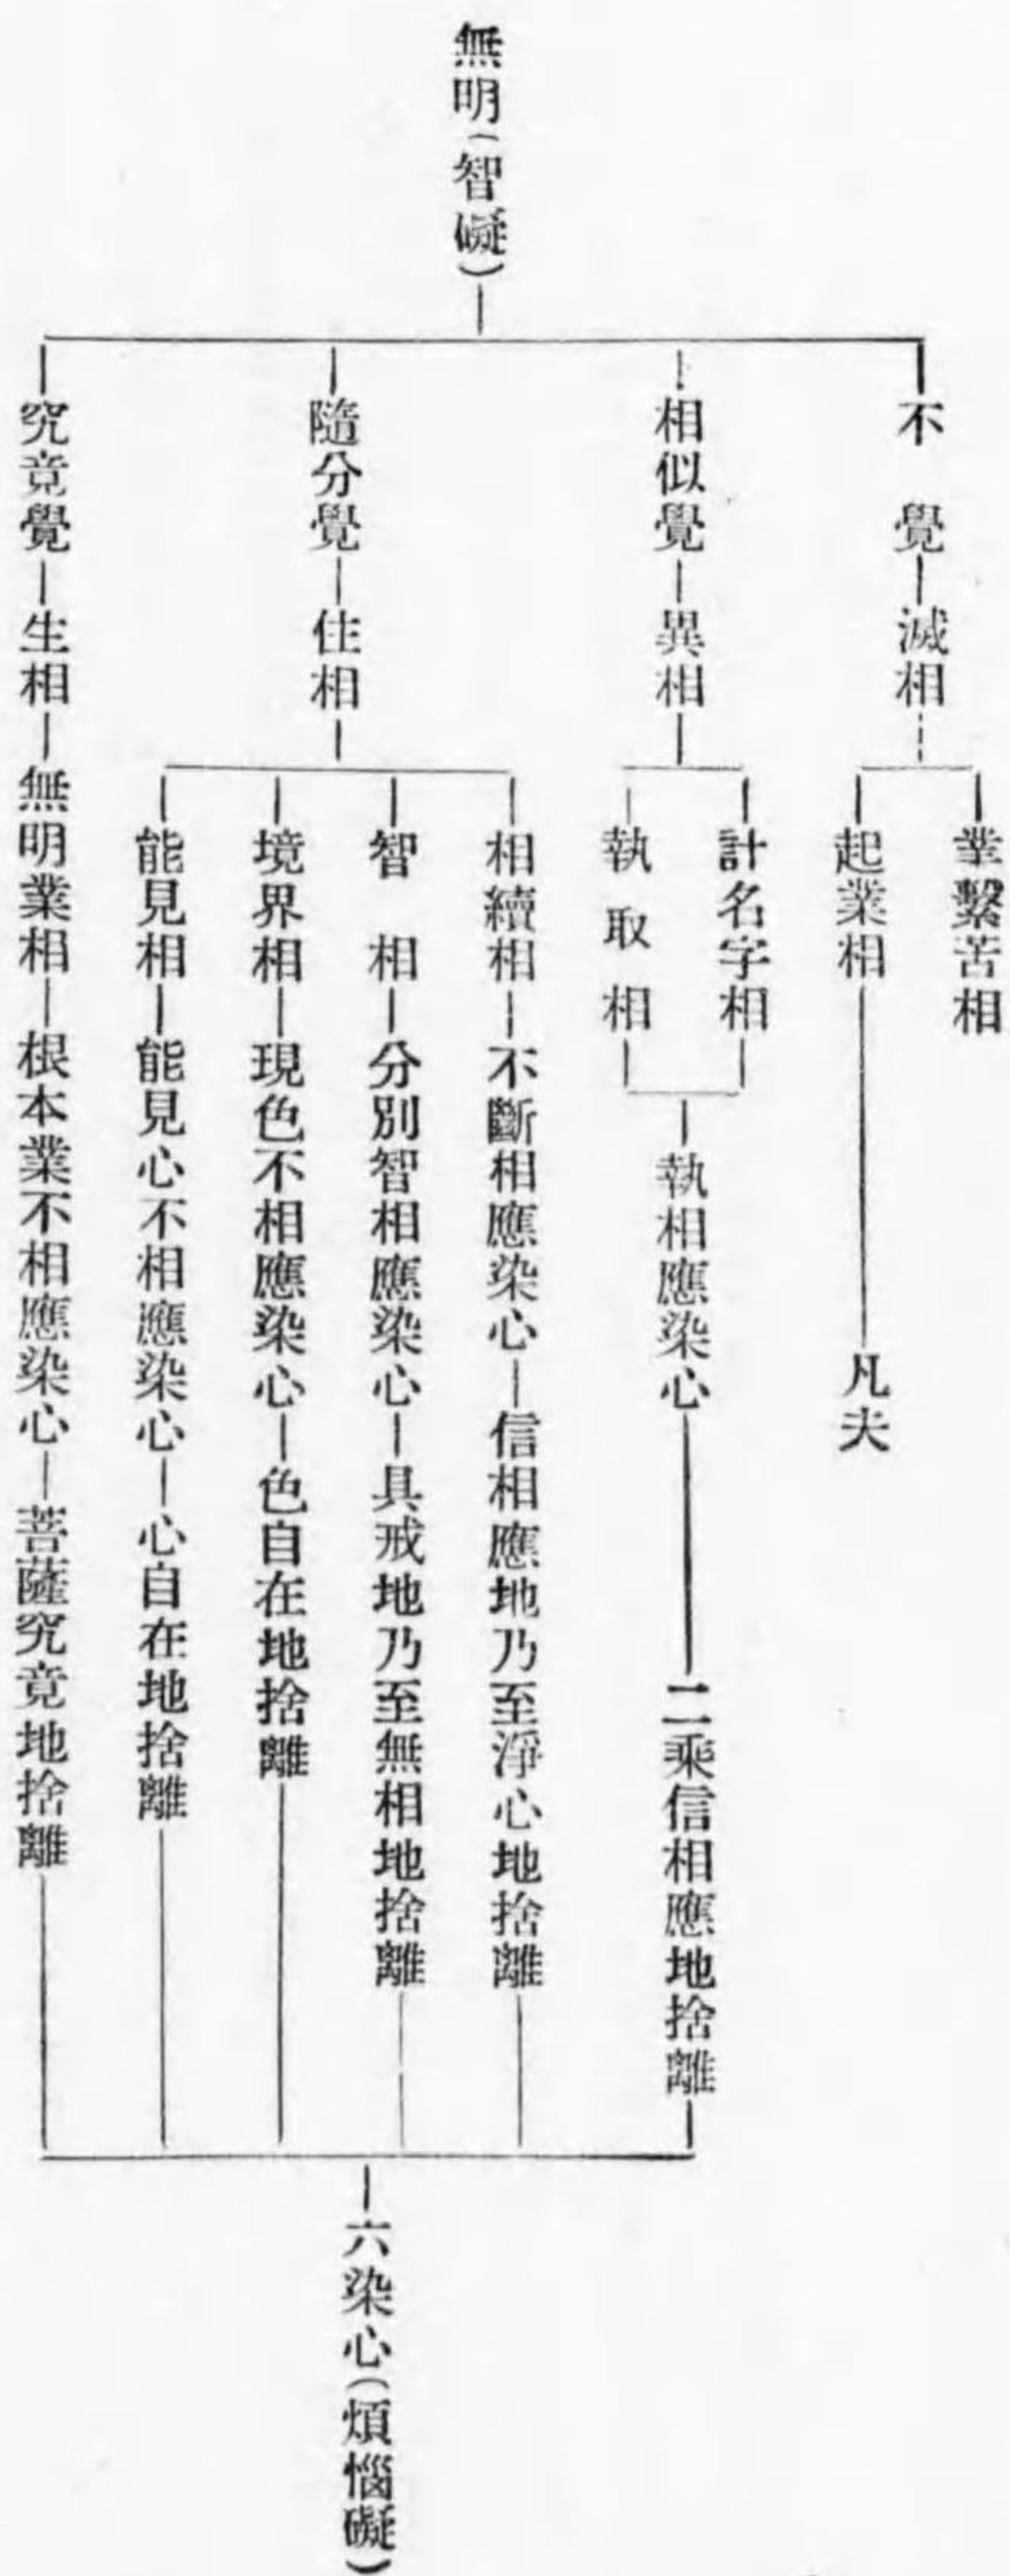 無明(智礙)
不覺
滅相
業繫苦相
起業相
凡夫
相似覺
異相
計名字相
執取相
執相應染心
二乘信相應地捨離
隨分覺
住相
相續相
不斷相應染心
信相應地乃至淨心地捨離
智相
分別智相應染心
具戒地乃至無相地捨離
境界相
現色不相應染心
色自在地捨離
能見相
能見心不相應染心
心自在地捨離
究竟覺
生相
無明業相
根本業不相應染心
菩薩究竟地捨離
六染心(煩惱礙)